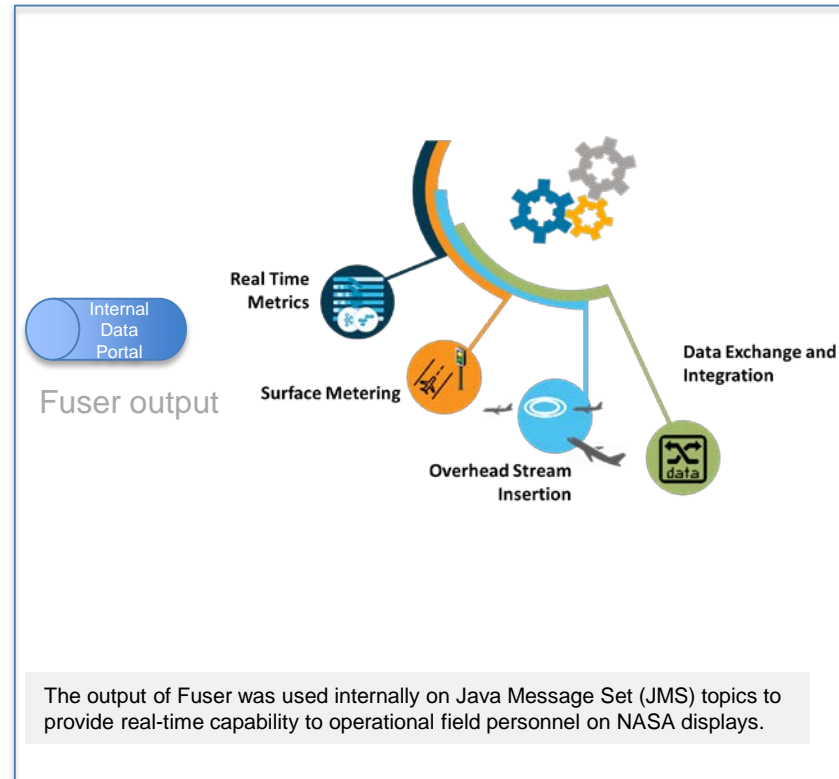 Real Time
Metrics
Internal
Data
Portal
Fuser output
Surface Metering
Data Exchange and
Integration
Overhead Stream
Insertion
data
The output of Fuser was used internally on Java Message Set (JMS) topics to
provide real-time capability to operational field personnel on NASA displays.